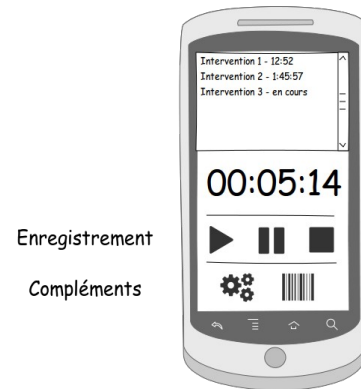 Intervention 1 - 12:52
Intervention 2 - 1:45:57
Intervention 3 - en cours
00:05:14
Enregistrement
Compléments